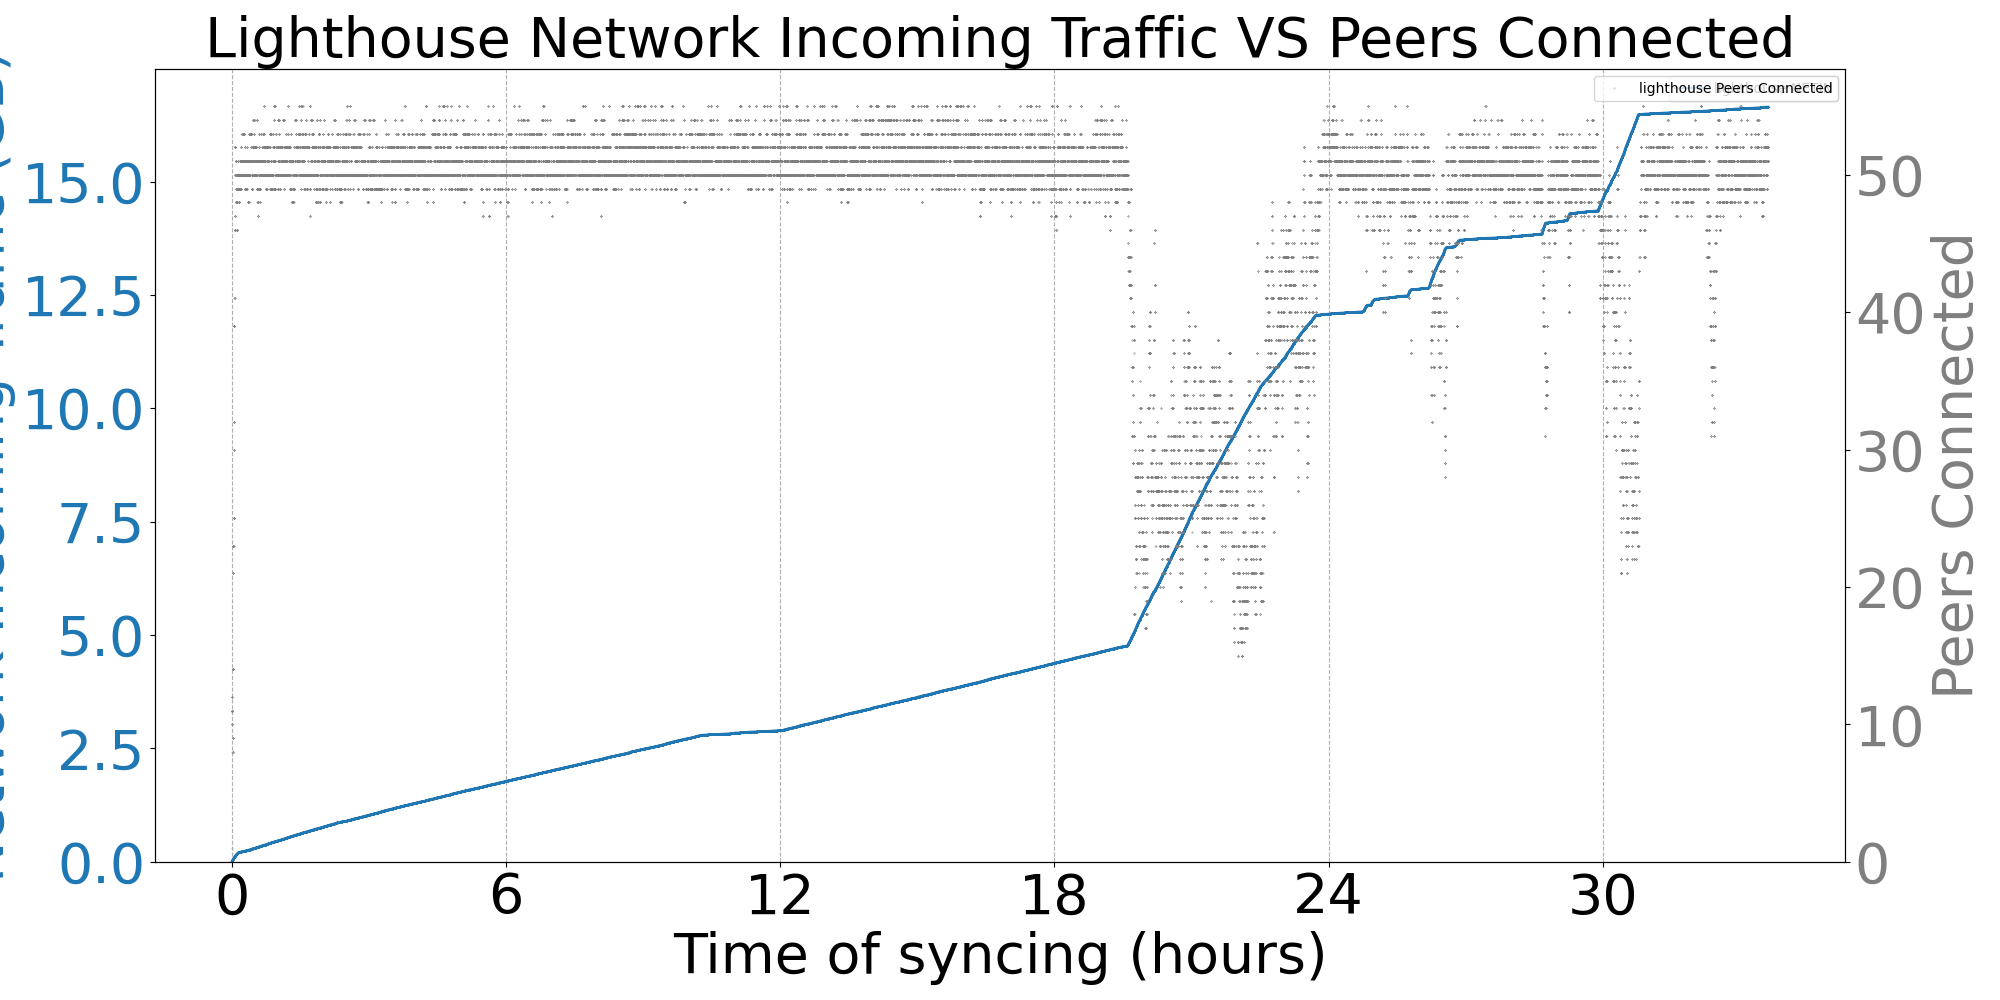 Lighthouse Network Incoming Traffic VS Peers Connected
lighthouse Peers Connected
15.0
12.5
10.0
7.5
5.0
2.5
0.0
50
40
30
20
10
0
Peers Connected
0 6 12 18 24 30
Time of syncing (hours)